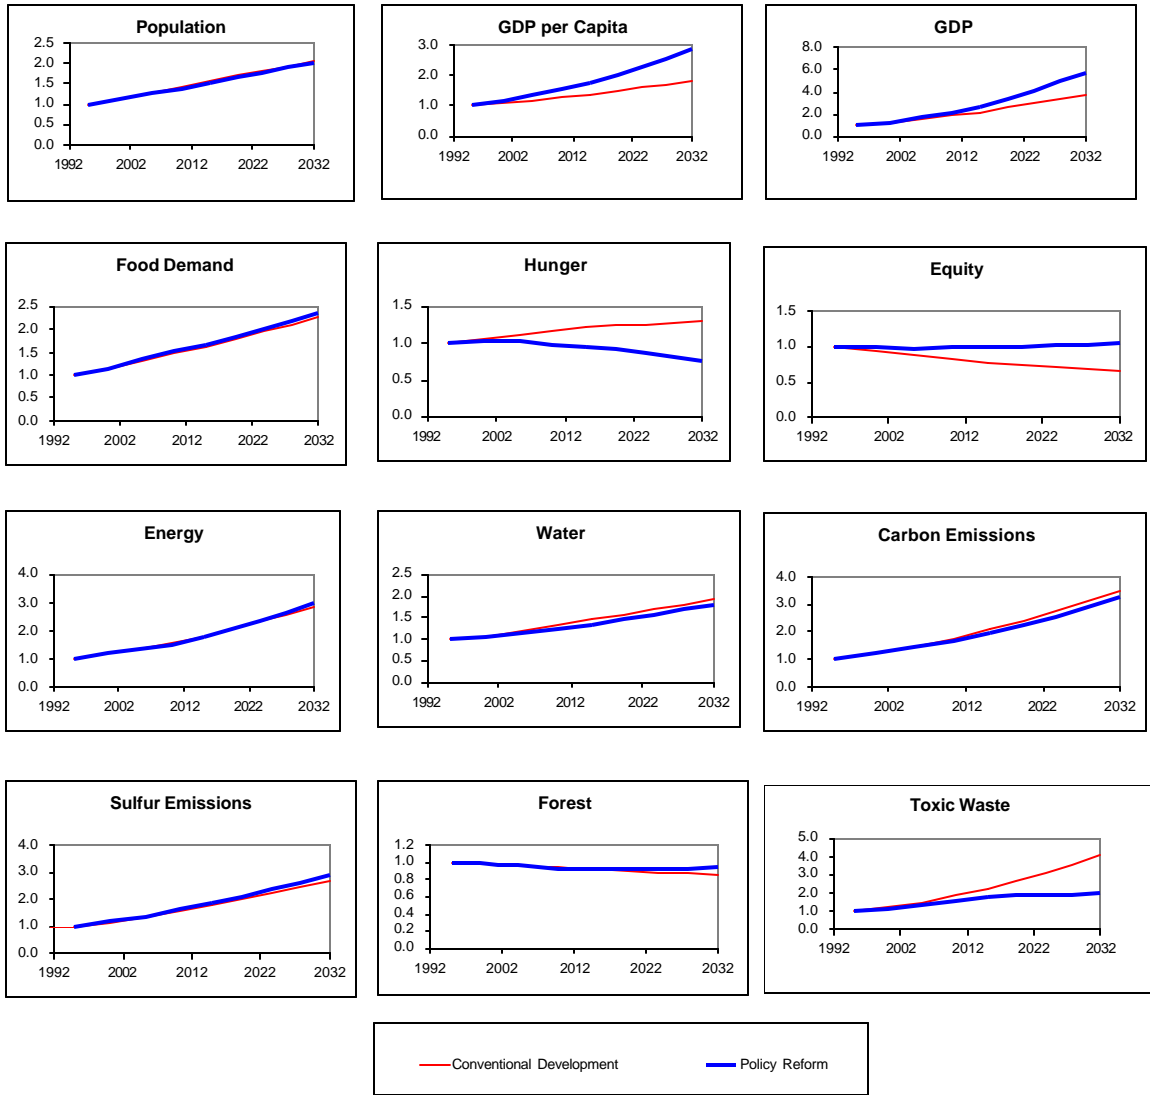 Population
2.5
2.0
1.5
1.0
0.5
0.0
1992 2002 2012 2022 2032
GDP per Capita
3.0
2.0
1.0
0.0
1992 2002 2012 2022 2032
GDP
8.0
6.0
4.0
2.0
0.0
1992 2002 2012 2022 2032
Food Demand
2.5
2.0
1.5
1.0
0.5
0.0
1992 2002 2012 2022 2032
Hunger
1.5
1.0
0.5
0.0
1992 2002 2012 2022 2032
Equity
1.5
1.0
0.5
0.0
1992 2002 2012 2022 2032
Energy
4.0
3.0
2.0
1.0
0.0
1992 2002 2012 2022 2032
Water
2.5
2.0
1.5
1.0
0.5
0.0
1992 2002 2012 2022 2032
Carbon Emissions
4.0
3.0
2.0
1.0
0.0
1992 2002 2012 2022 2032
Sulfur Emissions
4.0
3.0
2.0
1.0
0.0
1992 2002 2012 2022 2032
Forest
1.2
1.0
0.8
0.6
0.4
0.2
0.0
1992 2002 2012 2022 2032
Toxic Waste
5.0
4.0
3.0
2.0
1.0
0.0
1992 2002 2012 2022 2032
Conventional Development Policy Reform